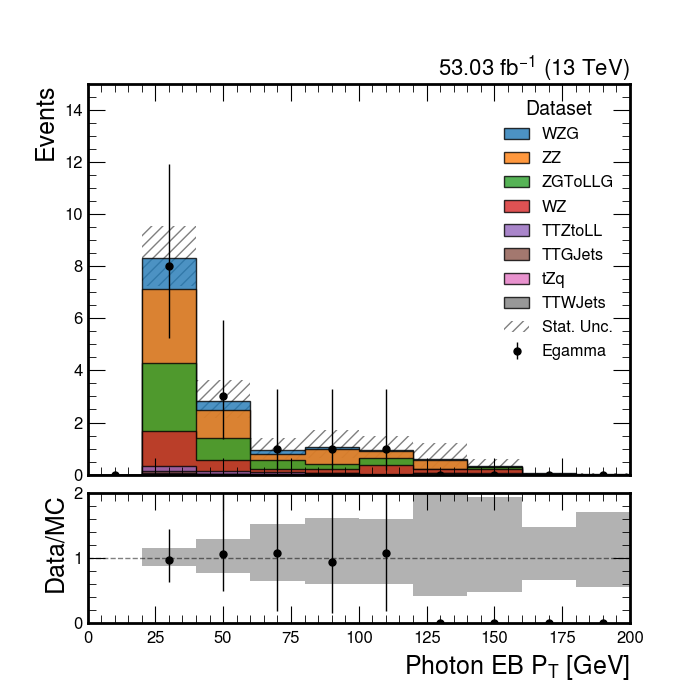 53.03 fb⁻¹ (13 TeV)
Events
14
12
10
8
6
4
2
0
Dataset
WZG
ZZ
ZGToLLG
WZ
TTZtoLL
TTGJets
tZq
TTWJets
Stat. Unc.
Egamma
Data/MC
2
1
0
0 25 50 75 100 125 150 175 200
Photon EB P_T [GeV]